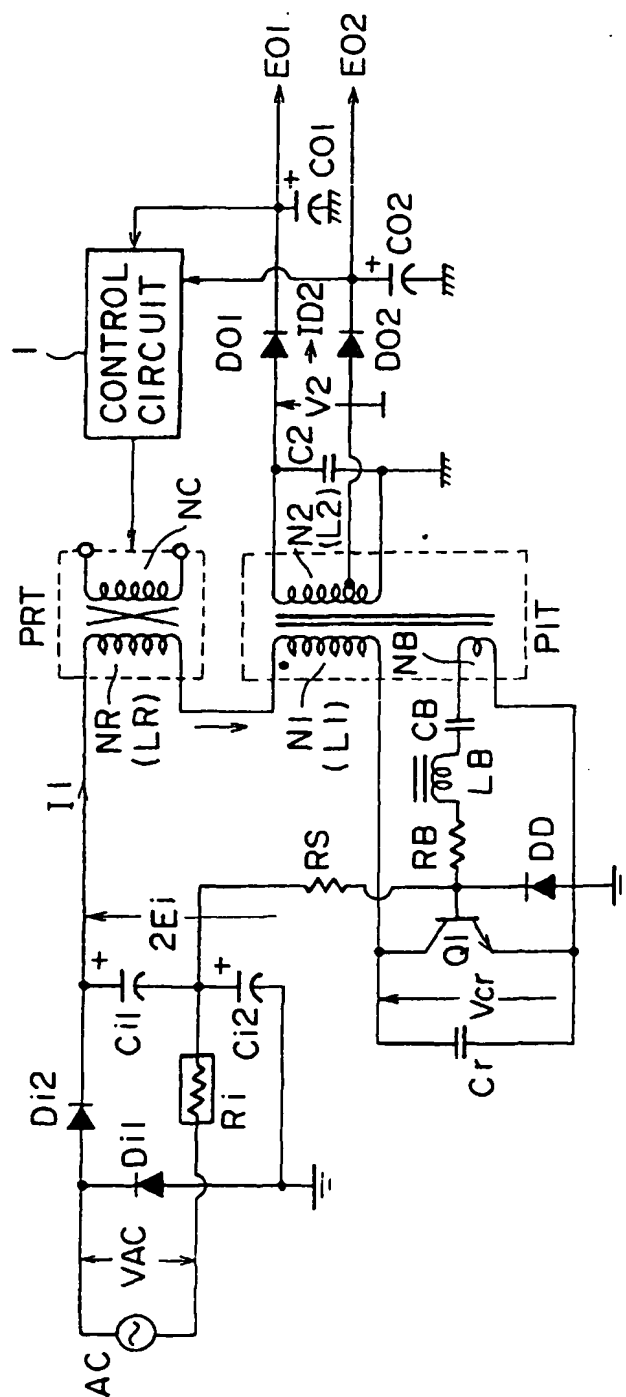 AC
VAC
Di1
Di2
Ri
Ci1
+
Ci2
+
2Ei
I1
RS
Cr
Vcr
Q1
DD
RB
LB
CB
NB
NR
(LR)
N1
(L1)
PRT
NC
PIT
N2
(L2)
C2
V2
1
CONTROL
CIRCUIT
DO1
ID2
DO2
+
CO1
+
CO2
EO1
EO2